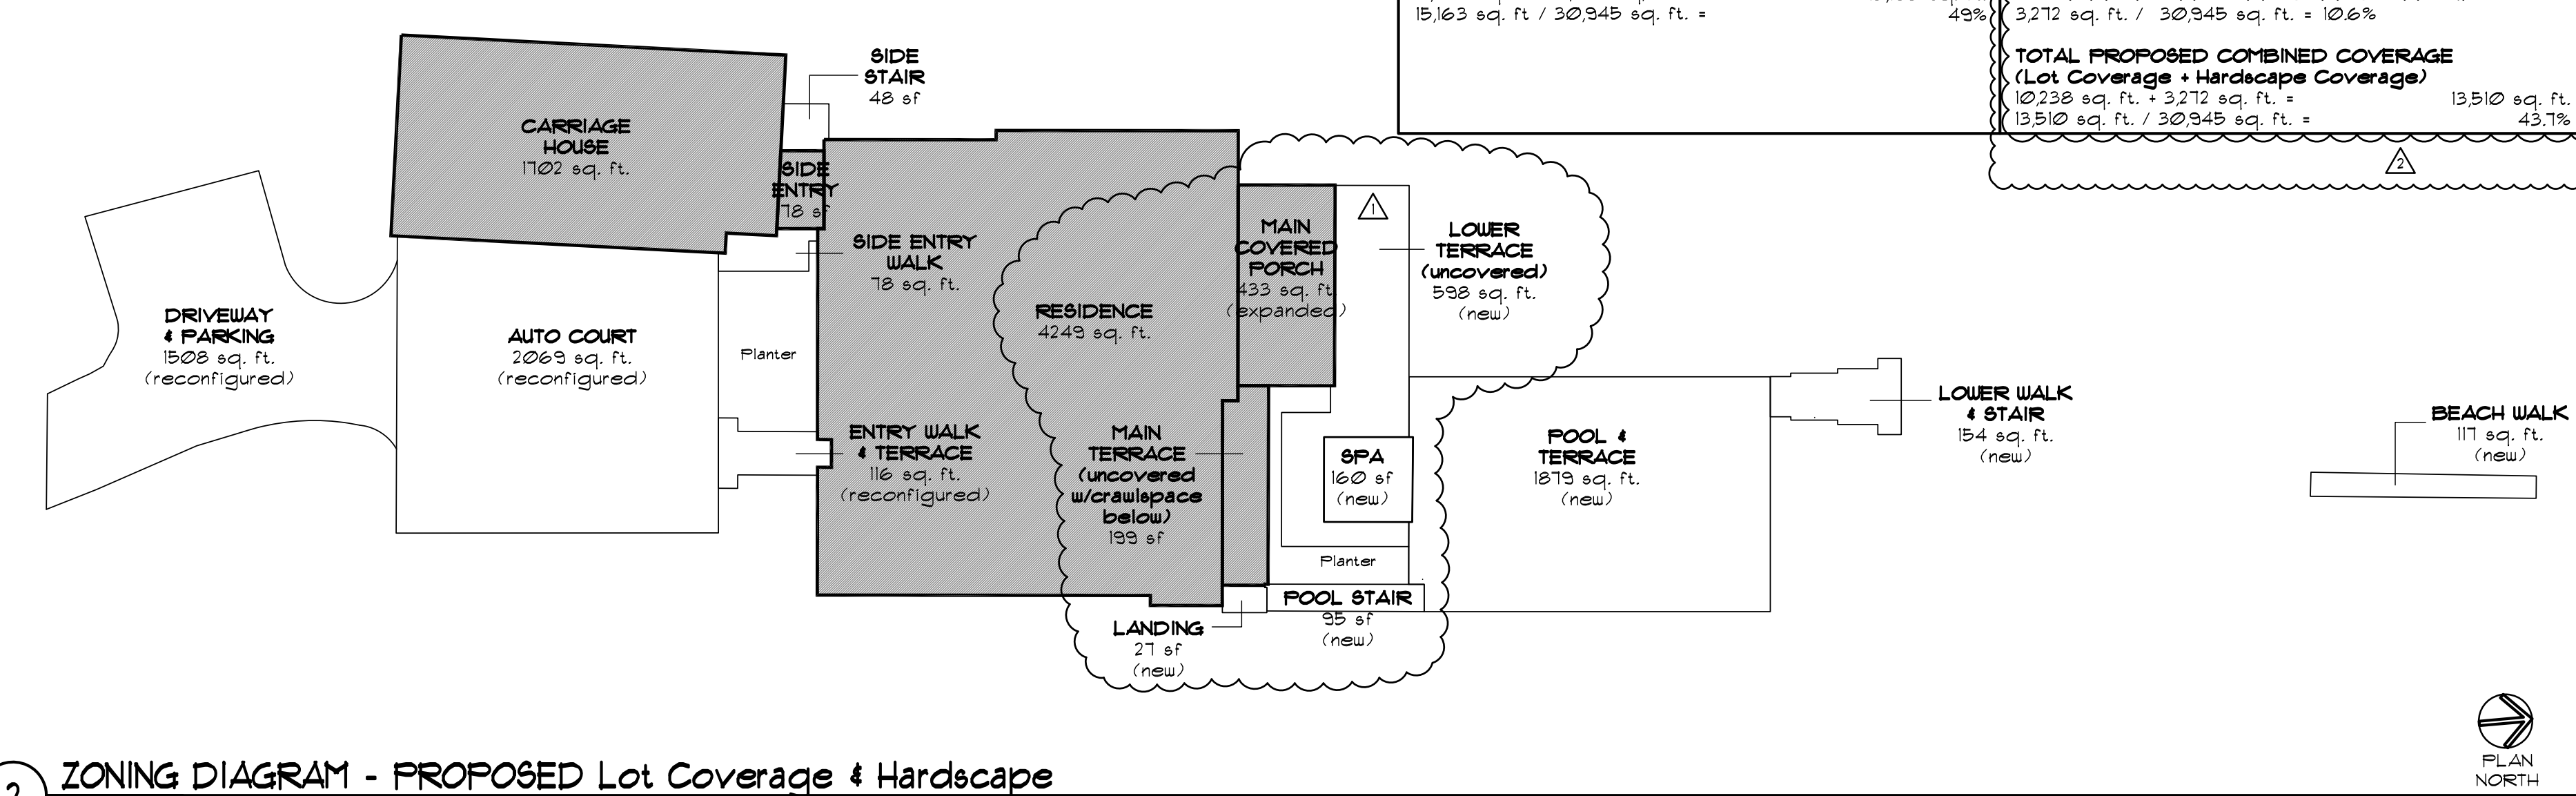 15,163 sq. ft / 30,945 sq. ft. =
49%
3,272 sq. ft. / 30,945 sq. ft. = 10.6%
TOTAL PROPOSED COMBINED COVERAGE
(Lot Coverage + Hardscape Coverage)
10,238 sq. ft. + 3,272 sq. ft. = 13,510 sq. ft.
13,510 sq. ft. / 30,945 sq. ft. = 43.7%
2
SIDE
STAIR
48 sf
CARRIAGE
HOUSE
1702 sq. ft.
SIDE
ENTRY
78 sf
SIDE ENTRY
WALK
78 sq. ft.
DRIVEWAY
& PARKING
1508 sq. ft.
(reconfigured)
AUTO COURT
2069 sq. ft.
(reconfigured)
Planter
RESIDENCE
4249 sq. ft.
MAIN
COVERED
PORCH
433 sq. ft.
(expanded)
1
LOWER
TERRACE
(uncovered)
598 sq. ft.
(new)
ENTRY WALK
& TERRACE
116 sq. ft.
(reconfigured)
MAIN
TERRACE
(uncovered
w/crawlspace
below)
199 sf
SPA
160 sf
(new)
POOL &
TERRACE
1879 sq. ft.
(new)
LOWER WALK
& STAIR
154 sq. ft.
(new)
BEACH WALK
117 sq. ft.
(new)
Planter
POOL STAIR
95 sf
(new)
LANDING
27 sf
(new)
PLAN
NORTH
2
ZONING DIAGRAM - PROPOSED Lot Coverage & Hardscape